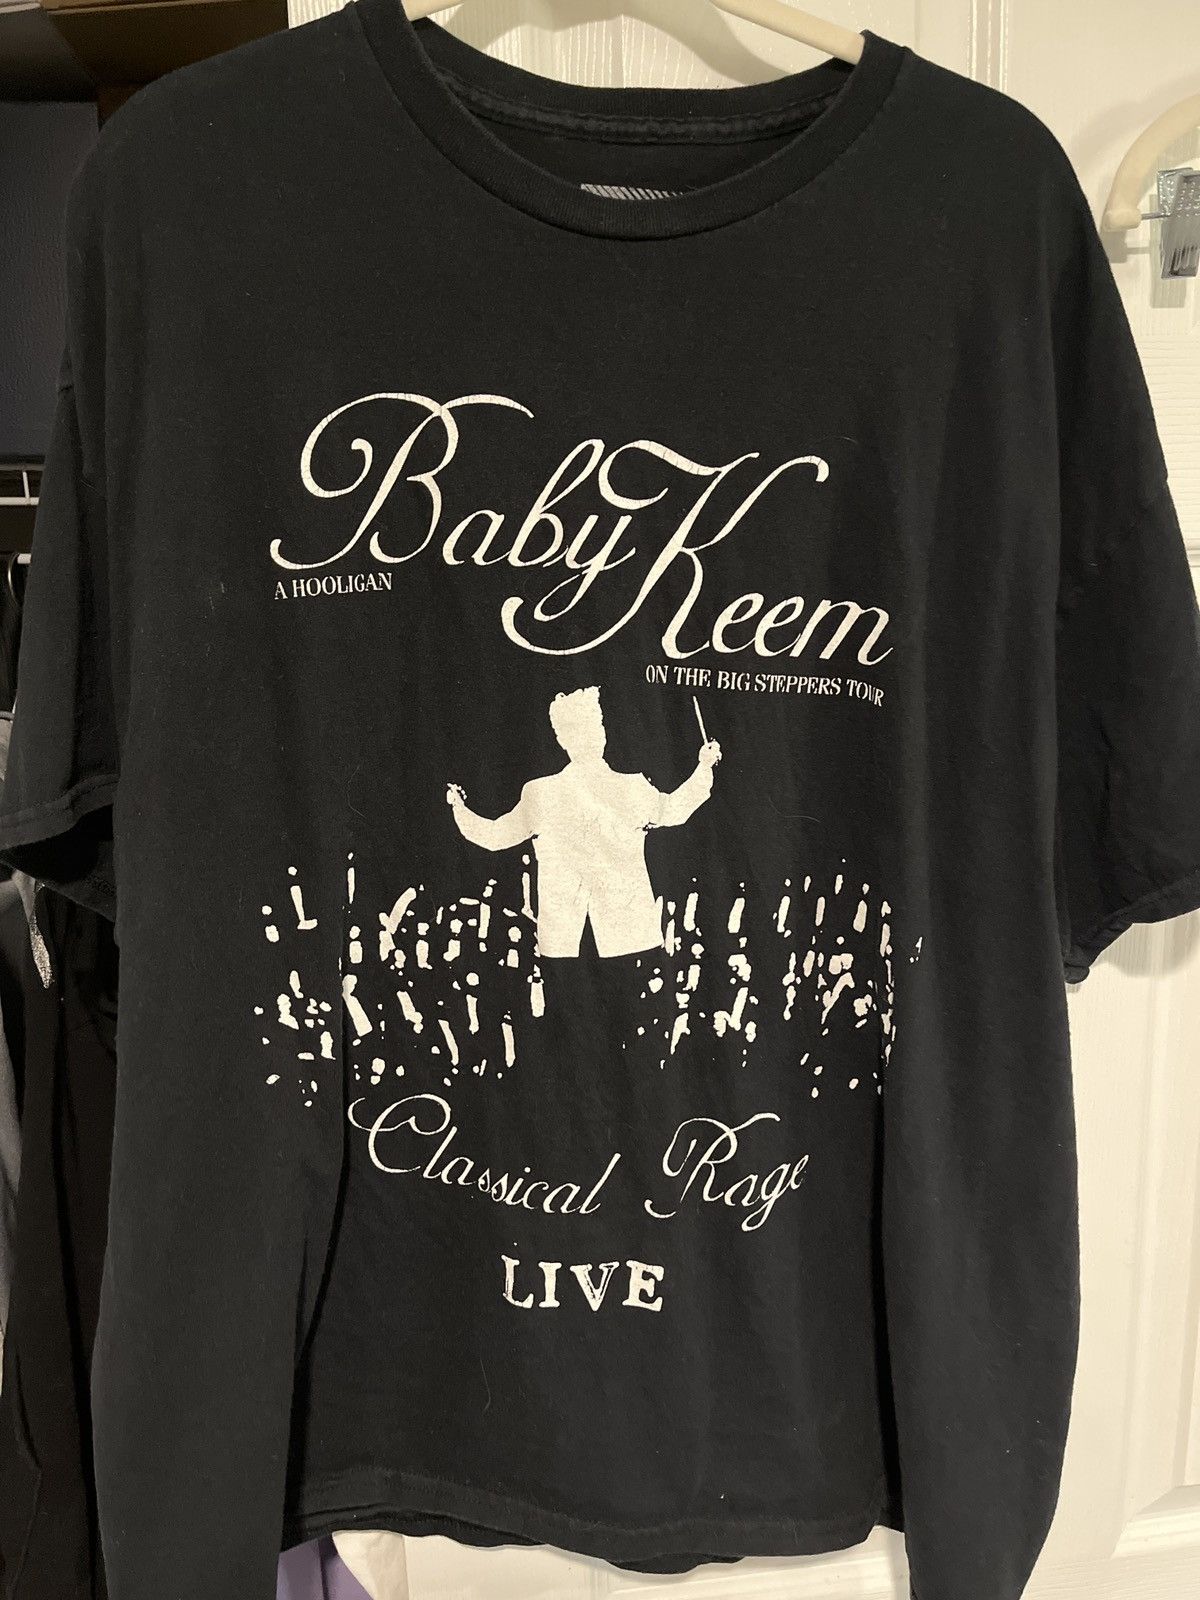 Baby Keem
A HOOLIGAN
ON THE BIG STEPPERS TOUR
Classical Rage
LIVE